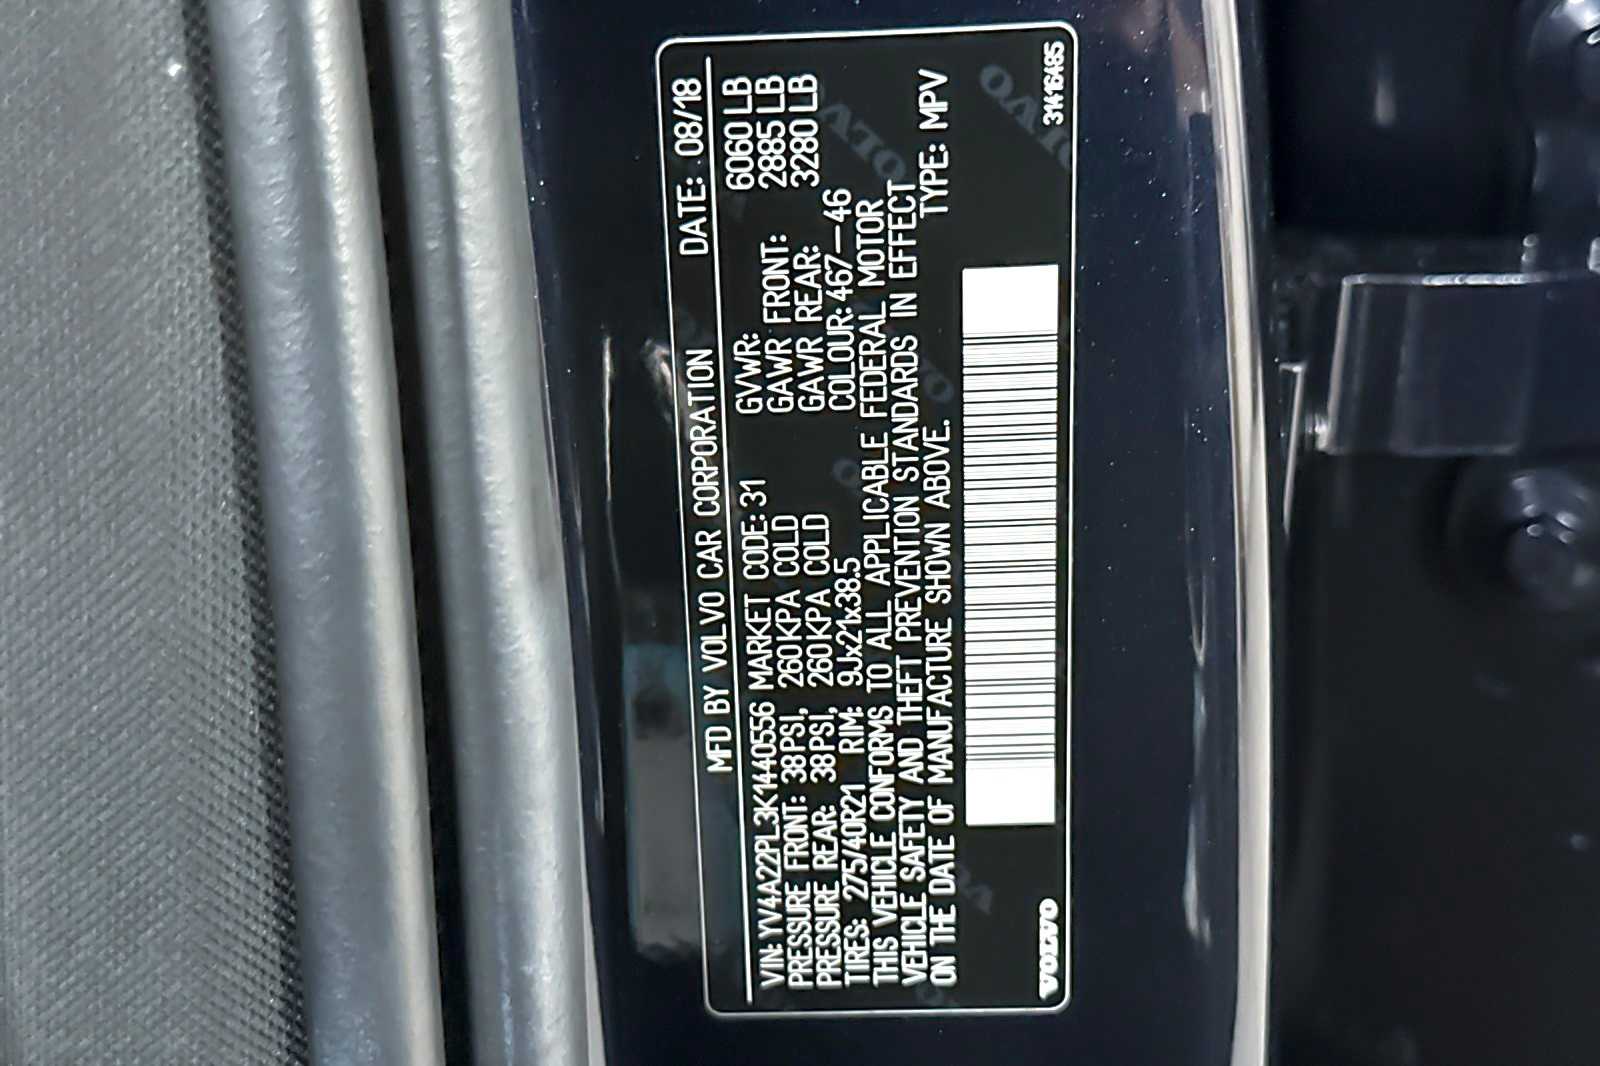 MFD BY VOLVO CAR CORPORATION DATE: 08/18
VIN: YV4A22PL3K1440556 MARKET CODE: 31 GVWR: 6060 LB
PRESSURE FRONT: 38PSI, 260KPA COLD GAWR FRONT: 2885 LB
PRESSURE REAR: 38PSI, 260KPA COLD GAWR REAR: 3280 LB
TIRES: 275/40R21 RIM: 9Jx21x38.5 COLOUR: 467-46
THIS VEHICLE CONFORMS TO ALL APPLICABLE FEDERAL MOTOR
VEHICLE SAFETY AND THEFT PREVENTION STANDARDS IN EFFECT
ON THE DATE OF MANUFACTURE SHOWN ABOVE. TYPE: MPV
VOLVO 31416485